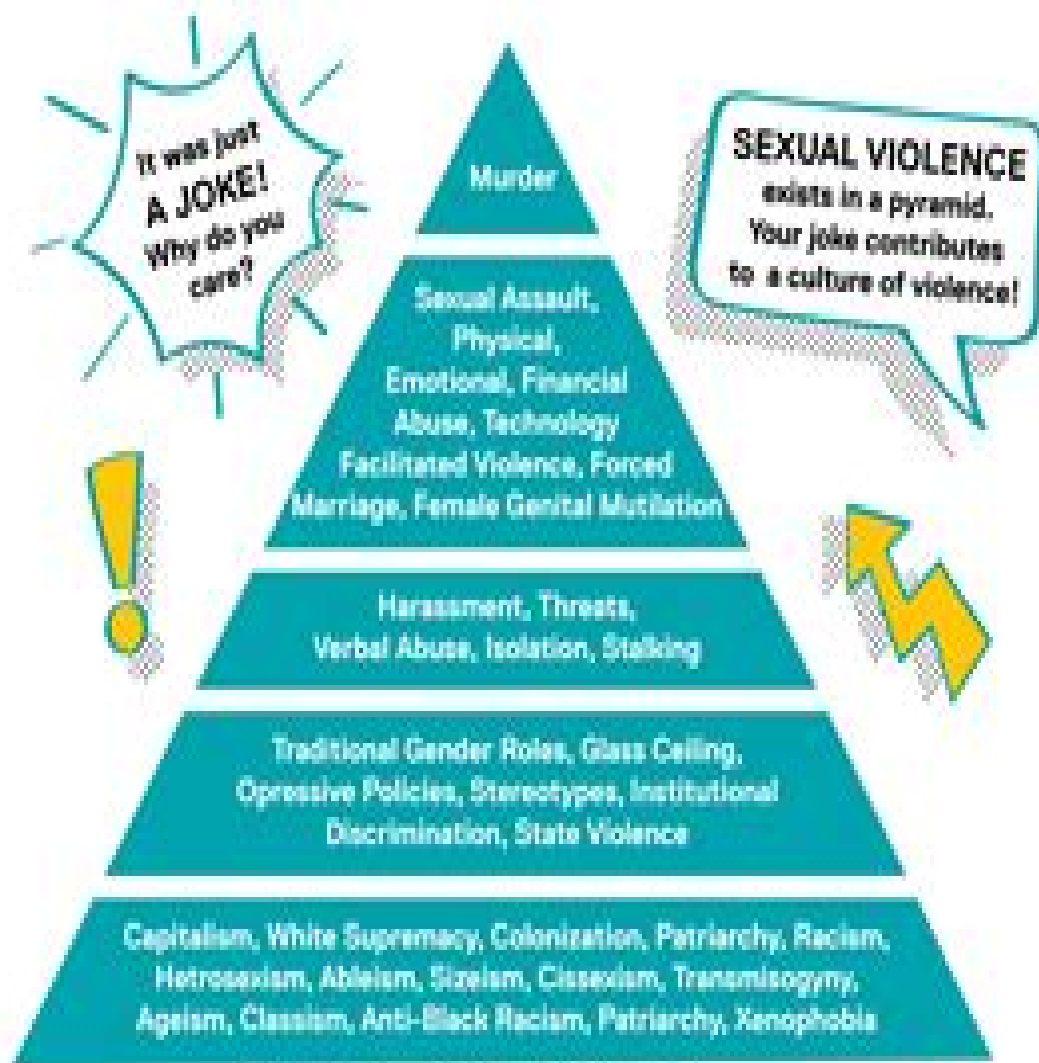 It was just
A JOKE!
Why do you
care?
SEXUAL VIOLENCE
exists in a pyramid.
Your joke contributes
to a culture of violence!
Murder
Sexual Assault,
Physical,
Emotional, Financial
Abuse, Technology
Facilitated Violence, Forced
Marriage, Female Genital Mutilation
Harassment, Threats,
Verbal Abuse, Isolation, Stalking
Traditional Gender Roles, Glass Ceiling,
Opressive Policies, Stereotypes, Institutional
Discrimination, State Violence
Capitalism, White Supremacy, Colonization, Patriarchy, Racism,
Hetrosexism, Ableism, Sizeism, Cissexism, Transmisogyny,
Ageism, Classism, Anti-Black Racism, Patriarchy, Xenophobia